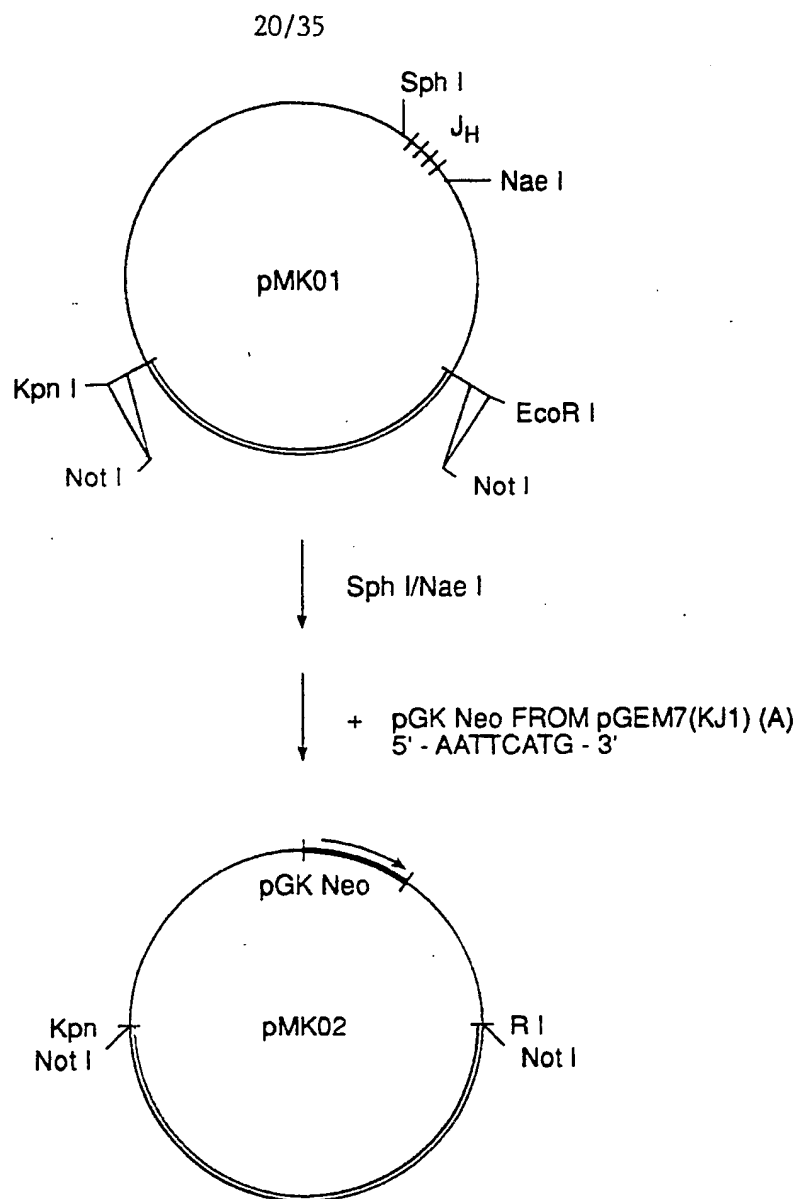 20/35
Sph I
JH
Nae I
pMK01
Kpn I
EcoR I
Not I
Not I
Sph I/Nae I
+ pGK Neo FROM pGEM7(KJ1) (A)
5' - AATTCATG - 3'
pGK Neo
Kpn
pMK02
R I
Not I
Not I